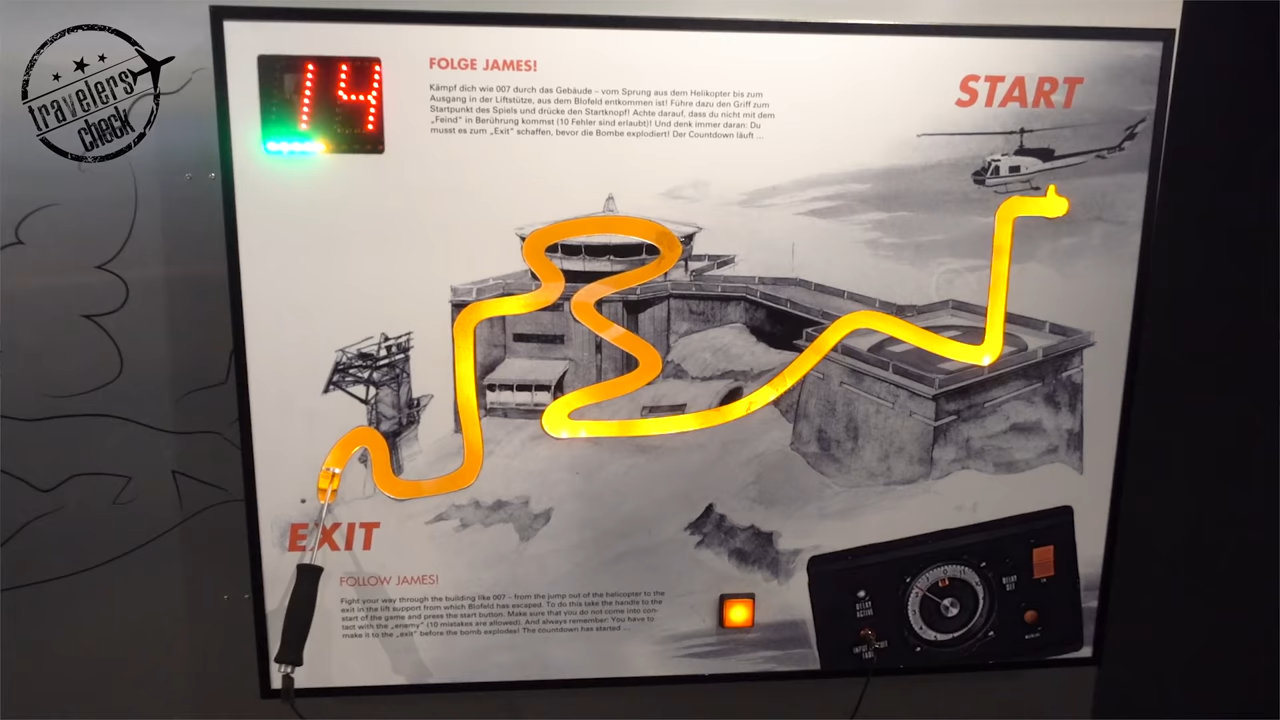 travelers
check
14
FOLGE JAMES!
Kämpf dich wie 007 durch das Gebäude – vom Sprung aus dem Helikopter bis zum
Ausgang in der Liftstütze, aus dem Blofeld entkommen ist! Führe dazu den Griff zum
Startpunkt des Spiels und drücke den Startknopf! Achte darauf, dass du nicht mit dem
„Feind" in Berührung kommst (10 Fehler sind erlaubt)! Und denk immer daran: Du
musst es zum „Exit" schaffen, bevor die Bombe explodiert! Der Countdown läuft ...
START
EXIT
FOLLOW JAMES!
Fight your way through the building like 007 – from the jump out of the helicopter to the
exit in the lift support from which Blofeld has escaped. To do this take the handle to the
start of the game and press the start button. Make sure that you do not come into con-
tact with the „enemy" (10 mistakes are allowed). And always remember: You have to
make it to the „exit" before the bomb explodes! The countdown has started ...
DELAY
ACTIVE
DELAY
OFF